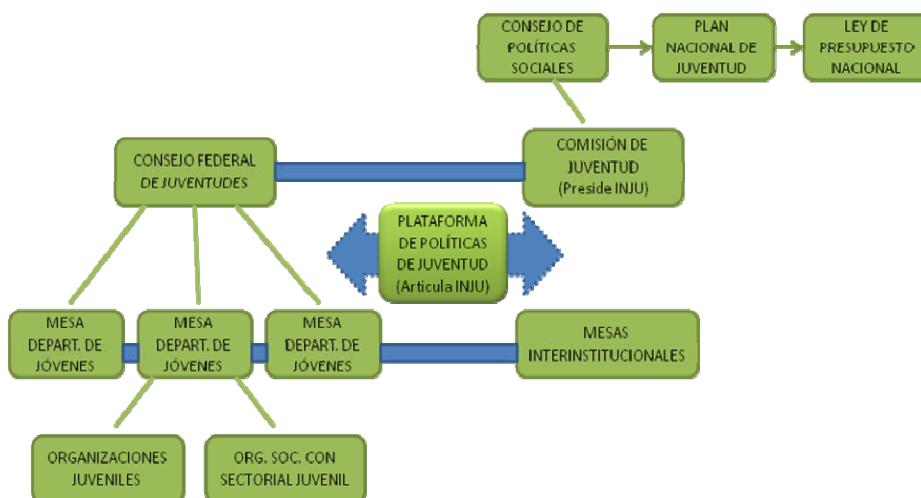 CONSEJO DE
POLÍTICAS
SOCIALES
PLAN
NACIONAL DE
JUVENTUD
LEY DE
PRESUPUESTO
NACIONAL
CONSEJO FEDERAL
DE JUVENTUDES
COMISIÓN DE
JUVENTUD
(Preside INJU)
PLATAFORMA
DE POLÍTICAS
DE JUVENTUD
(Articula INJU)
MESA
DEPART. DE
JÓVENES
MESA
DEPART. DE
JÓVENES
MESA
DEPART. DE
JÓVENES
MESAS
INTERINSTITUCIONALES
ORGANIZACIONES
JUVENILES
ORG. SOC. CON
SECTORIAL JUVENIL